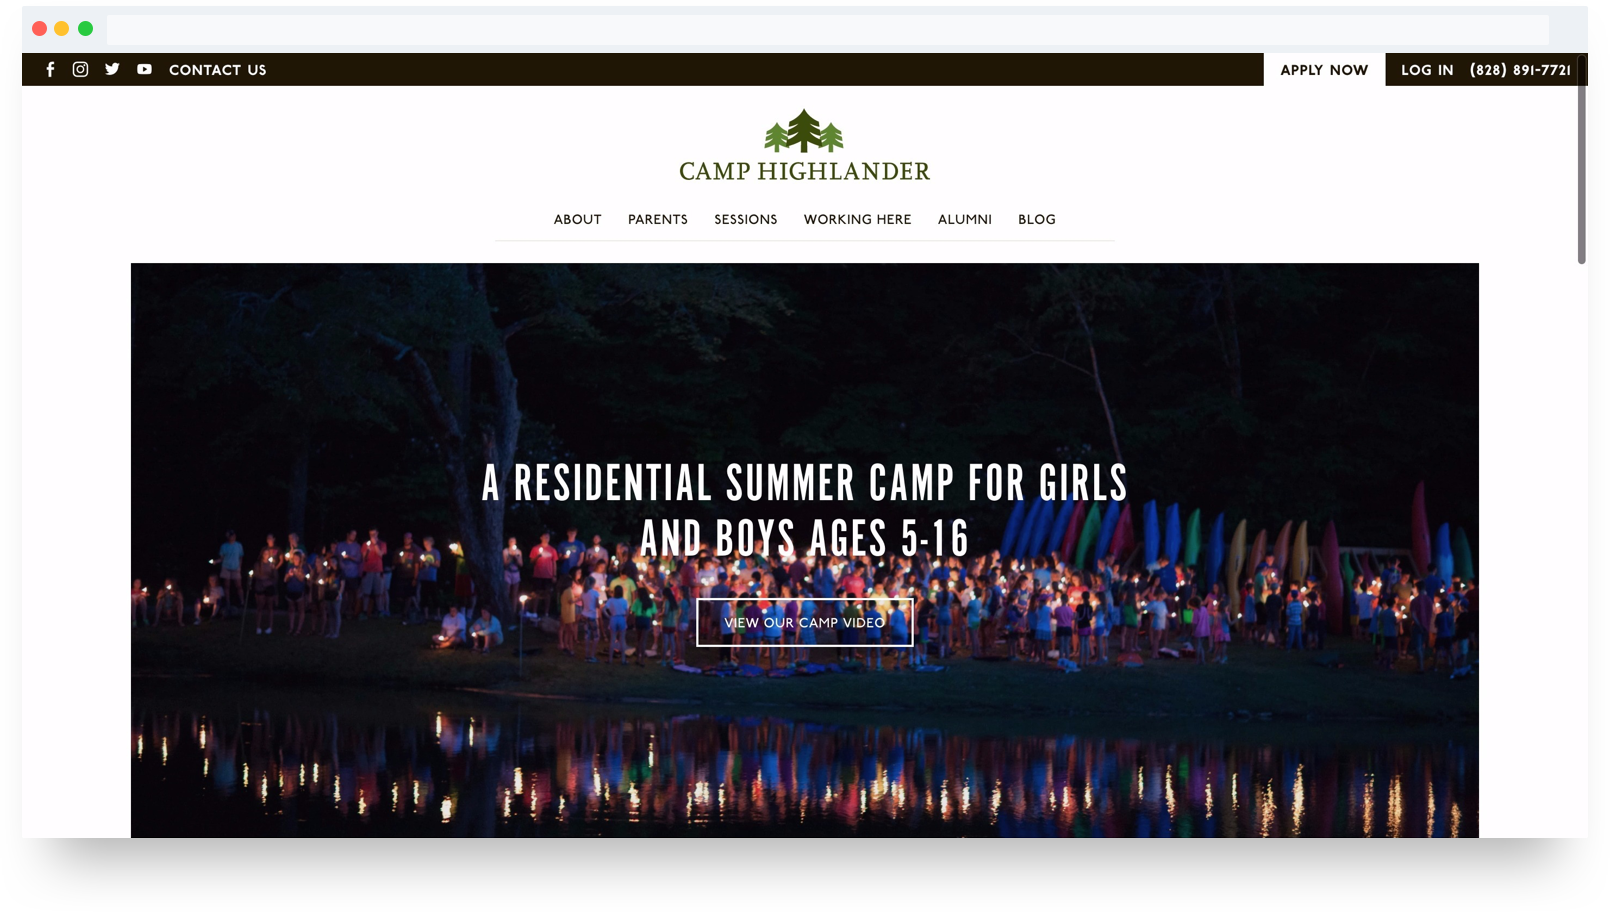 CONTACT US
APPLY NOW
LOG IN
(828) 891-7721
CAMP HIGHLANDER
ABOUT
PARENTS
SESSIONS
WORKING HERE
ALUMNI
BLOG
A RESIDENTIAL SUMMER CAMP FOR GIRLS
AND BOYS AGES 5-16
VIEW OUR CAMP VIDEO